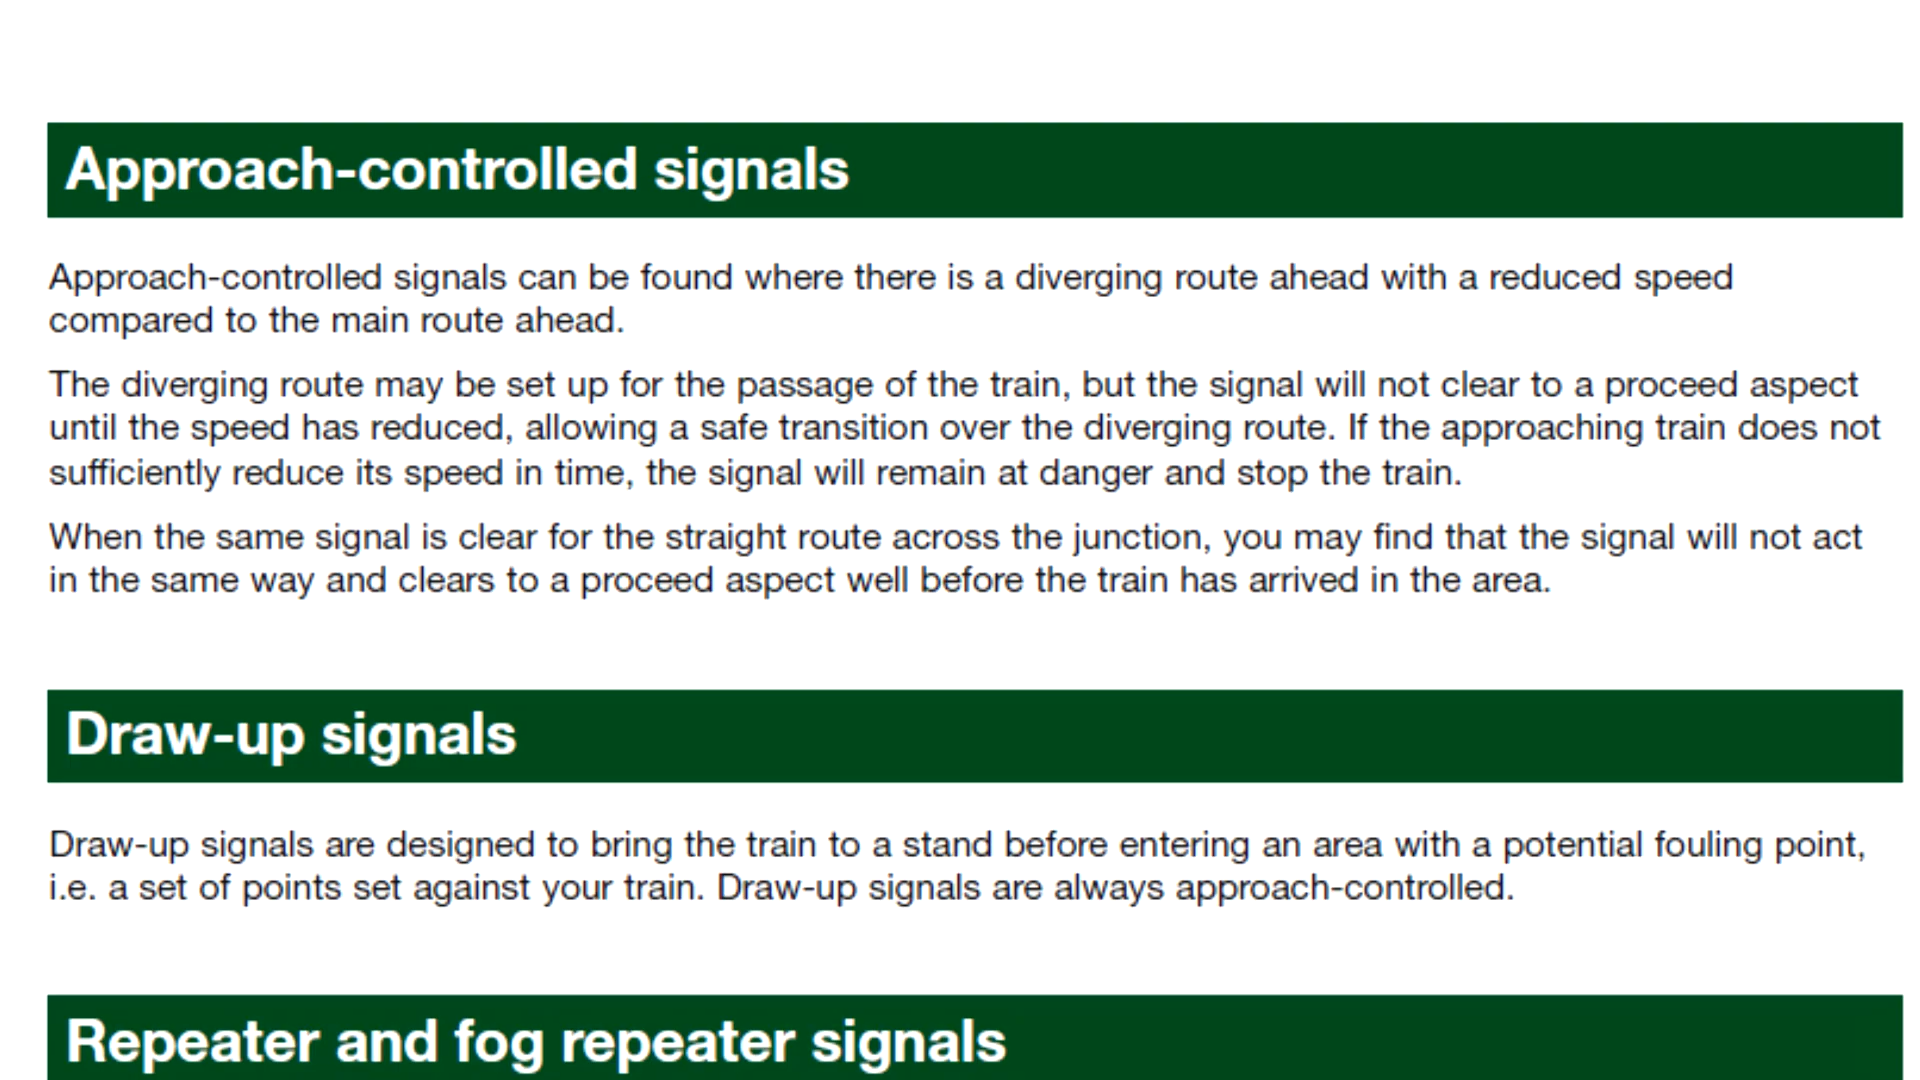 Approach-controlled signals
Approach-controlled signals can be found where there is a diverging route ahead with a reduced speed
compared to the main route ahead.
The diverging route may be set up for the passage of the train, but the signal will not clear to a proceed aspect
until the speed has reduced, allowing a safe transition over the diverging route. If the approaching train does not
sufficiently reduce its speed in time, the signal will remain at danger and stop the train.
When the same signal is clear for the straight route across the junction, you may find that the signal will not act
in the same way and clears to a proceed aspect well before the train has arrived in the area.
Draw-up signals
Draw-up signals are designed to bring the train to a stand before entering an area with a potential fouling point,
i.e. a set of points set against your train. Draw-up signals are always approach-controlled.
Repeater and fog repeater signals